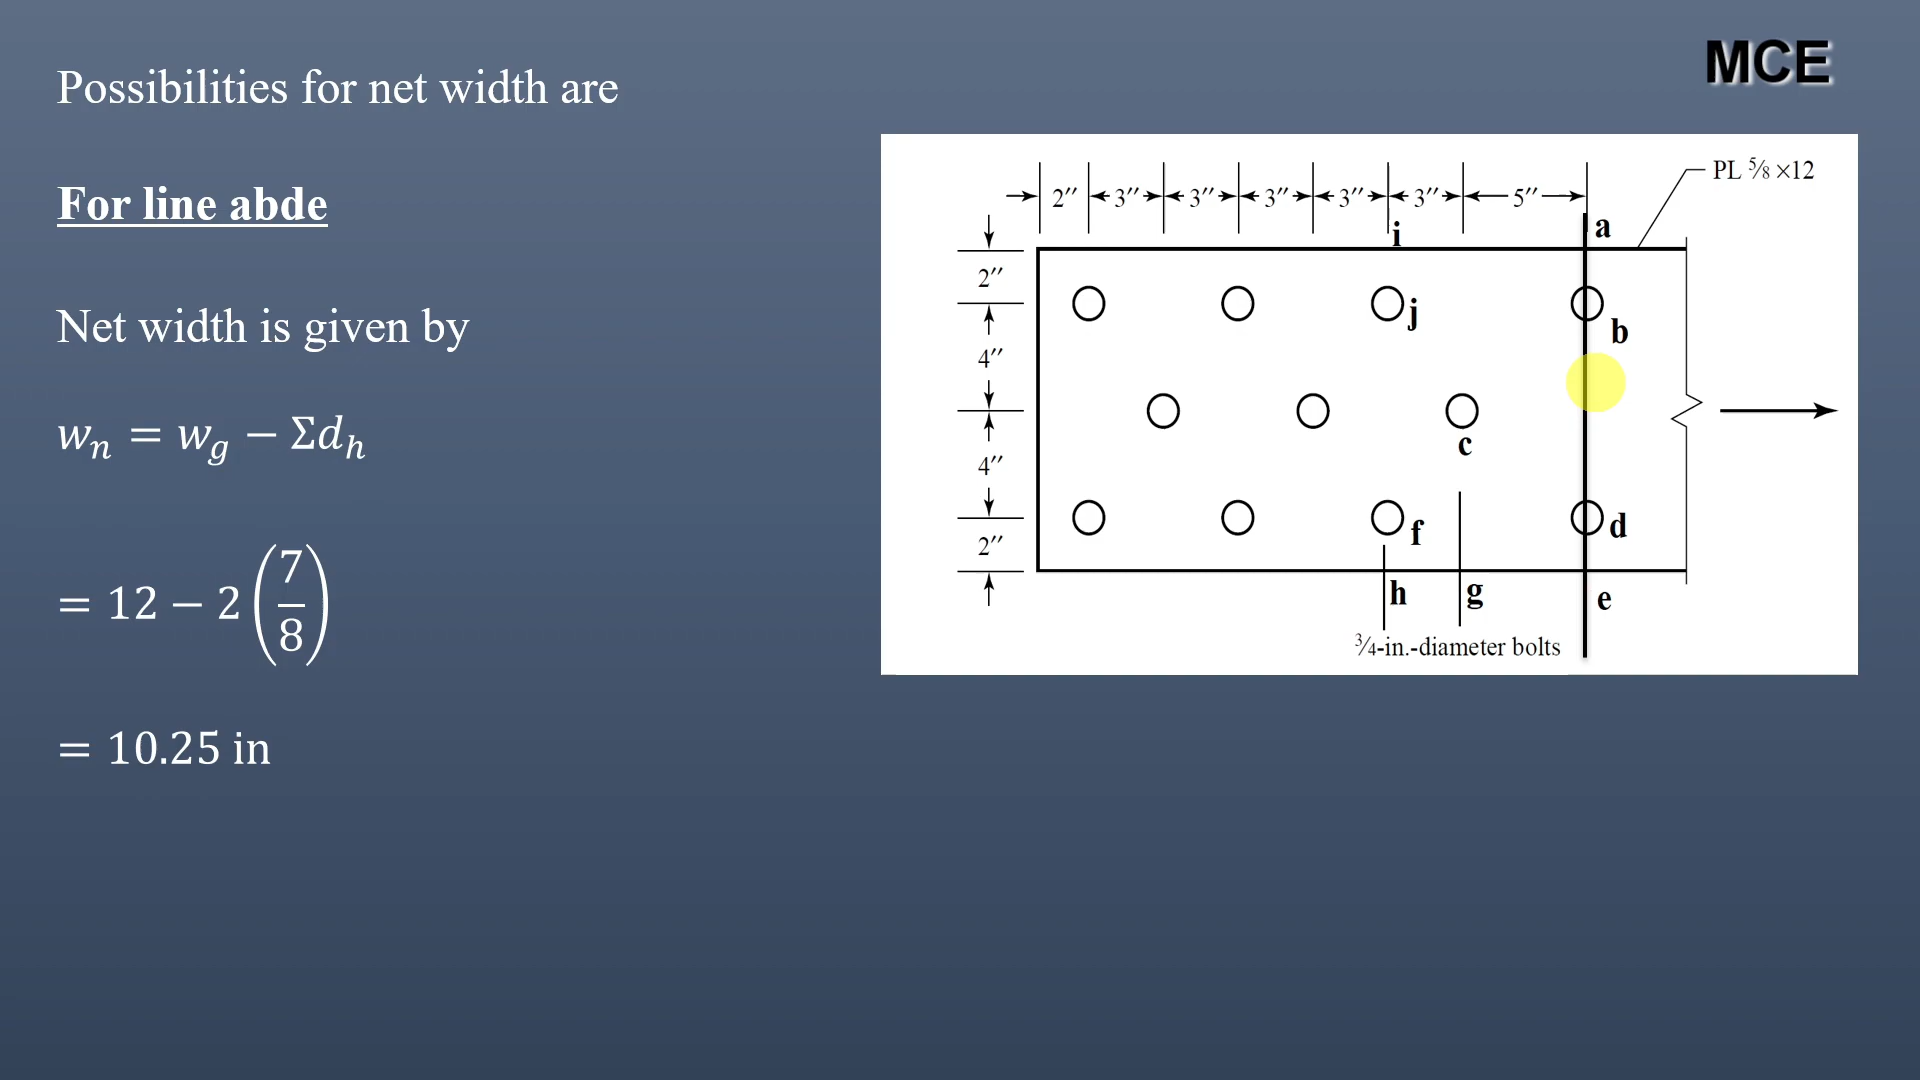 Possibilities for net width are
MCE
For line abde
Net width is given by
wₙ = w_g − Σd_h
= 12 − 2(7/8)
= 10.25 in
PL ⅝ ×12
2″ 3″ 3″ 3″ 3″ 3″ 5″
i a
2″
j
b
4″
c
4″
f d
2″
h g e
¾-in.-diameter bolts